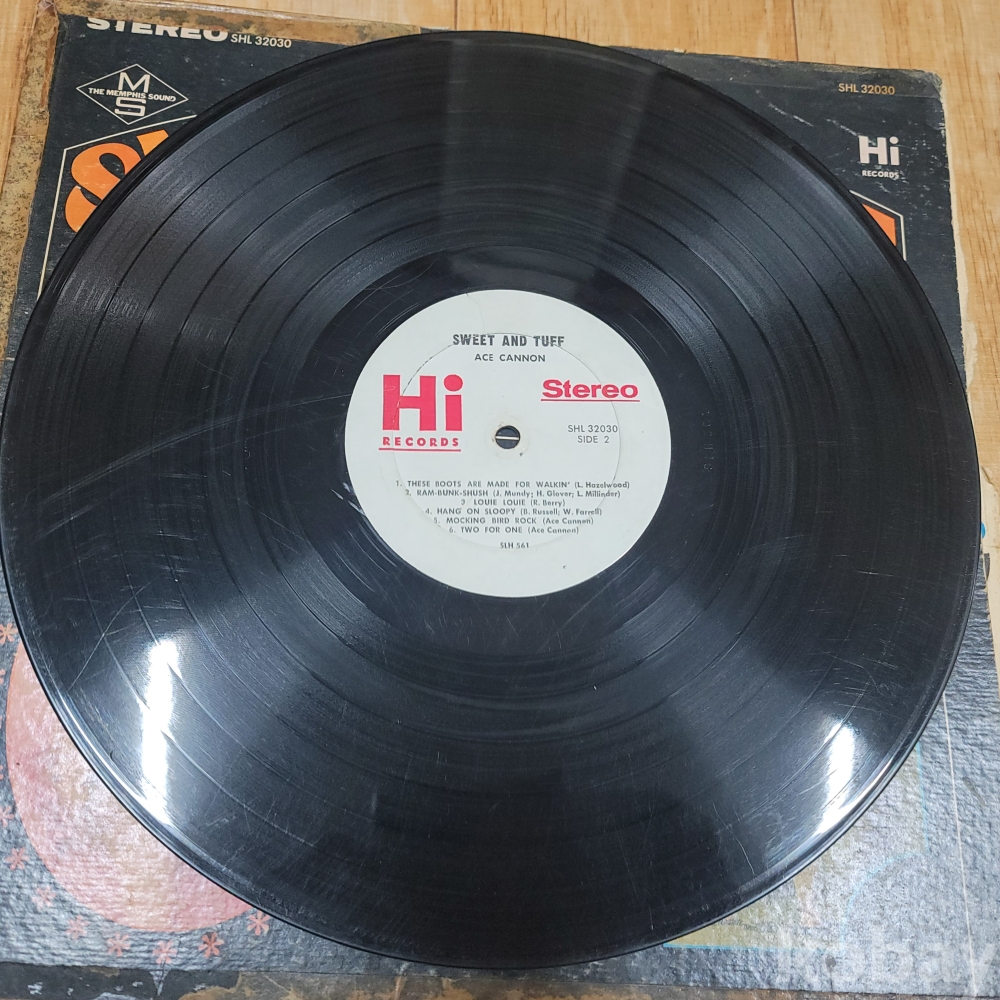 STEREO SHL 32030
M
THE MEMPHIS SOUND
S
SHL 32030
Hi
RECORDS
SWEET AND TUFF
ACE CANNON
Hi
RECORDS
Stereo
SHL 32030
SIDE 2
1. THESE BOOTS ARE MADE FOR WALKIN' (L. Hazelwood)
2. RAM-BUNK-SHUSH (J. Mundy; H. Glover; L. Millinder)
3 LOUIE LOUIE (R. Berry)
4. HANG ON SLOOPY (B. Russell; W. Farrell)
5. MOCKING BIRD ROCK (Ace Cannon)
6. TWO FOR ONE (Ace Cannon)
SLH 561
kobay